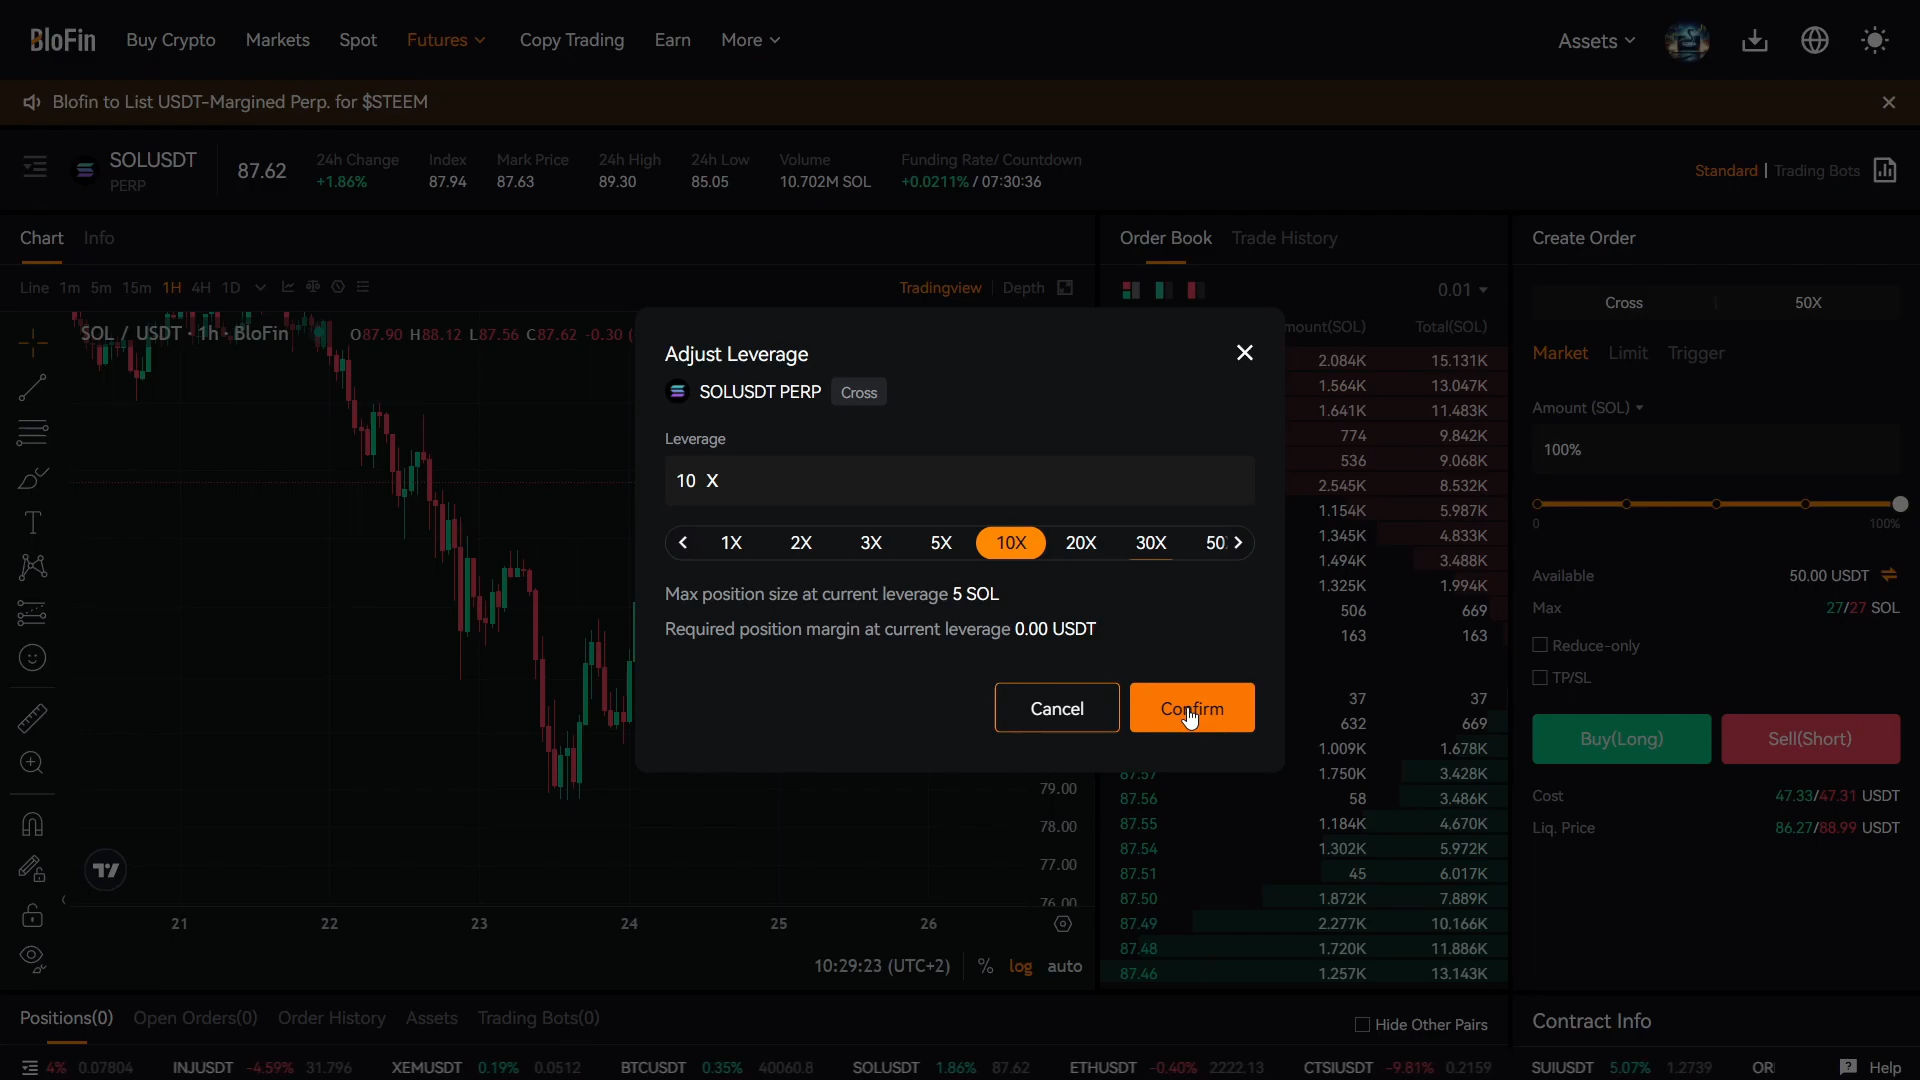 BloFin Buy Crypto Markets Spot Futures Copy Trading Earn More Assets
Blofin to List USDT-Margined Perp. for $STEEM
SOLUSDT
PERP
87.62
24h Change Index Mark Price 24h High 24h Low Volume Funding Rate/ Countdown
+1.86% 87.94 87.63 89.30 85.05 10.702M SOL +0.0211% / 07:30:36
Standard | Trading Bots
Chart Info
Line 1m 5m 15m 1H 4H 1D Tradingview Depth
SOL / USDT · 1h · BloFin O87.90 H88.12 L87.56 C87.62 -0.30 (
79.00
78.00
77.00
76.00
21 22 23 24 25 26
10:29:23 (UTC+2) % log auto
Adjust Leverage
SOLUSDT PERP Cross
Leverage
10 X
1X 2X 3X 5X 10X 20X 30X 50
Max position size at current leverage 5 SOL
Required position margin at current leverage 0.00 USDT
Cancel Confirm
Order Book Trade History
0.01
mount(SOL) Total(SOL)
2.084K 15.131K
1.564K 13.047K
1.641K 11.483K
774 9.842K
536 9.068K
2.545K 8.532K
1.154K 5.987K
1.345K 4.833K
1.494K 3.488K
1.325K 1.994K
506 669
163 163
37 37
632 669
1.009K 1.678K
87.57 1.750K 3.428K
87.56 58 3.486K
87.55 1.184K 4.670K
87.54 1.302K 5.972K
87.51 45 6.017K
87.50 1.872K 7.889K
87.49 2.277K 10.166K
87.48 1.720K 11.886K
87.46 1.257K 13.143K
Create Order
Cross 50X
Market Limit Trigger
Amount (SOL)
100%
0 100%
Available 50.00 USDT
Max 27/27 SOL
Reduce-only
TP/SL
Buy(Long) Sell(Short)
Cost 47.33/47.31 USDT
Liq. Price 86.27/88.99 USDT
Positions(0) Open Orders(0) Order History Assets Trading Bots(0) Hide Other Pairs
Contract Info
4% 0.07804 INJUSDT -4.59% 31.796 XEMUSDT 0.19% 0.0512 BTCUSDT 0.35% 40060.8 SOLUSDT 1.86% 87.62 ETHUSDT -0.40% 2222.13 CTSIUSDT -9.81% 0.2159 SUIUSDT 5.07% 1.2739 OR Help